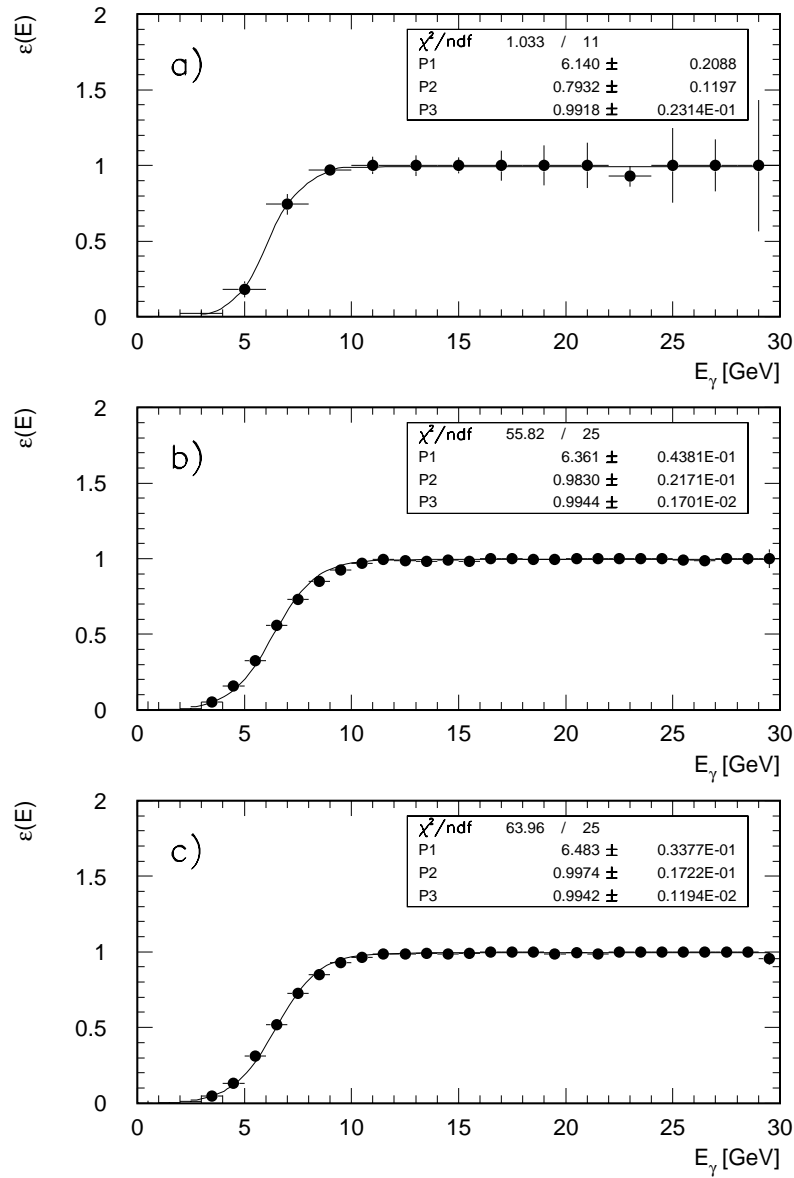 ε(E)
2
1.5
1
0.5
0
a)
χ²/ndf 1.033 / 11
P1 6.140 ± 0.2088
P2 0.7932 ± 0.1197
P3 0.9918 ± 0.2314E-01
0 5 10 15 20 25 30
E_γ [GeV]
ε(E)
2
1.5
1
0.5
0
b)
χ²/ndf 55.82 / 25
P1 6.361 ± 0.4381E-01
P2 0.9830 ± 0.2171E-01
P3 0.9944 ± 0.1701E-02
0 5 10 15 20 25 30
E_γ [GeV]
ε(E)
2
1.5
1
0.5
0
c)
χ²/ndf 63.96 / 25
P1 6.483 ± 0.3377E-01
P2 0.9974 ± 0.1722E-01
P3 0.9942 ± 0.1194E-02
0 5 10 15 20 25 30
E_γ [GeV]